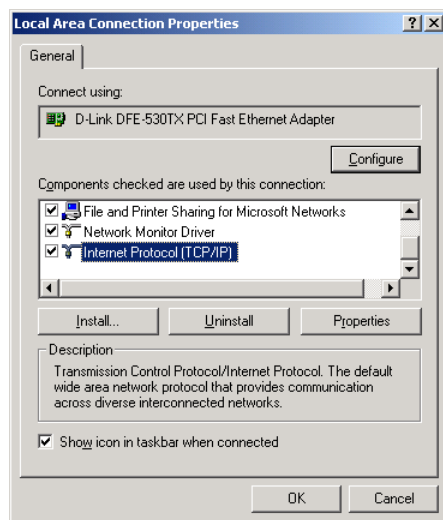 Local Area Connection Properties
General
Connect using:
D-Link DFE-530TX PCI Fast Ethernet Adapter
Configure
Components checked are used by this connection:
File and Printer Sharing for Microsoft Networks
Network Monitor Driver
Internet Protocol (TCP/IP)
Install... Uninstall Properties
Description
Transmission Control Protocol/Internet Protocol. The default
wide area network protocol that provides communication
across diverse interconnected networks.
Show icon in taskbar when connected
OK Cancel